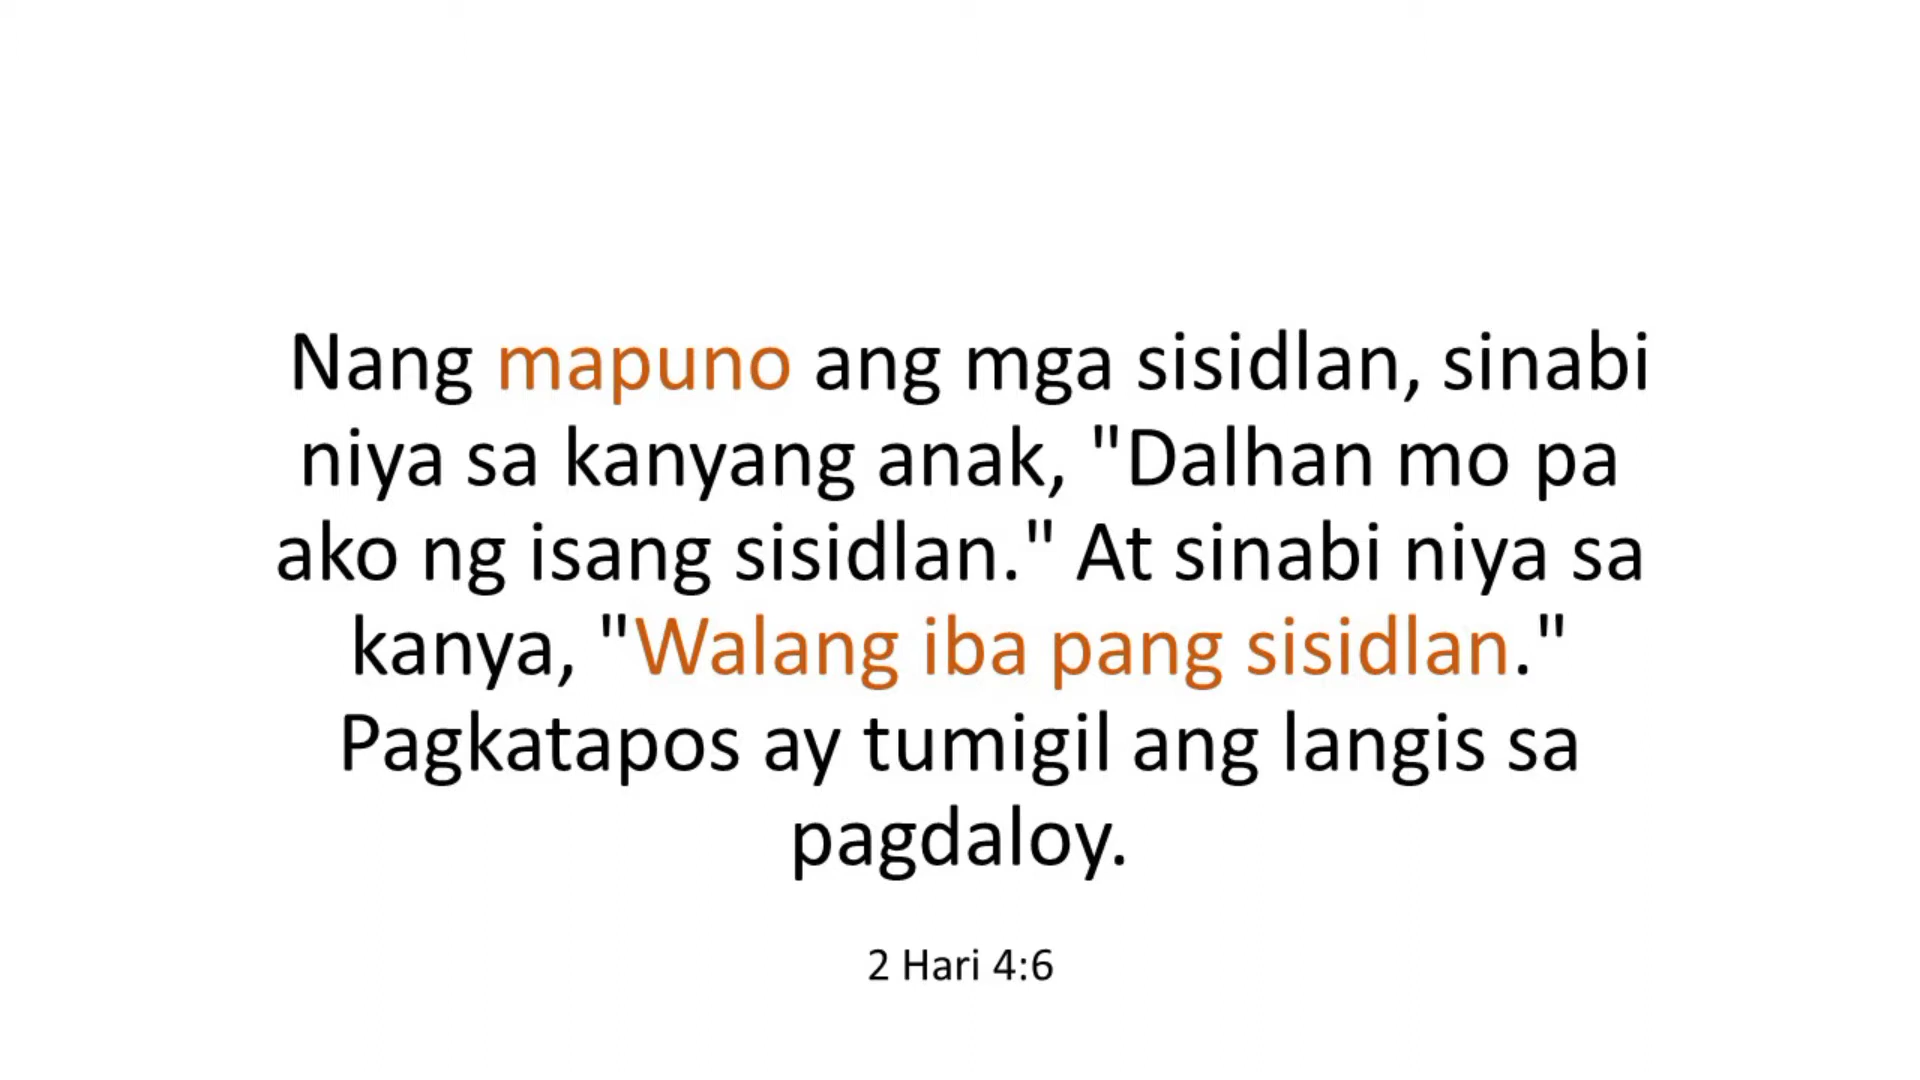 Nang mapuno ang mga sisidlan, sinabi
niya sa kanyang anak, "Dalhan mo pa
ako ng isang sisidlan." At sinabi niya sa
kanya, "Walang iba pang sisidlan."
Pagkatapos ay tumigil ang langis sa
pagdaloy.
2 Hari 4:6